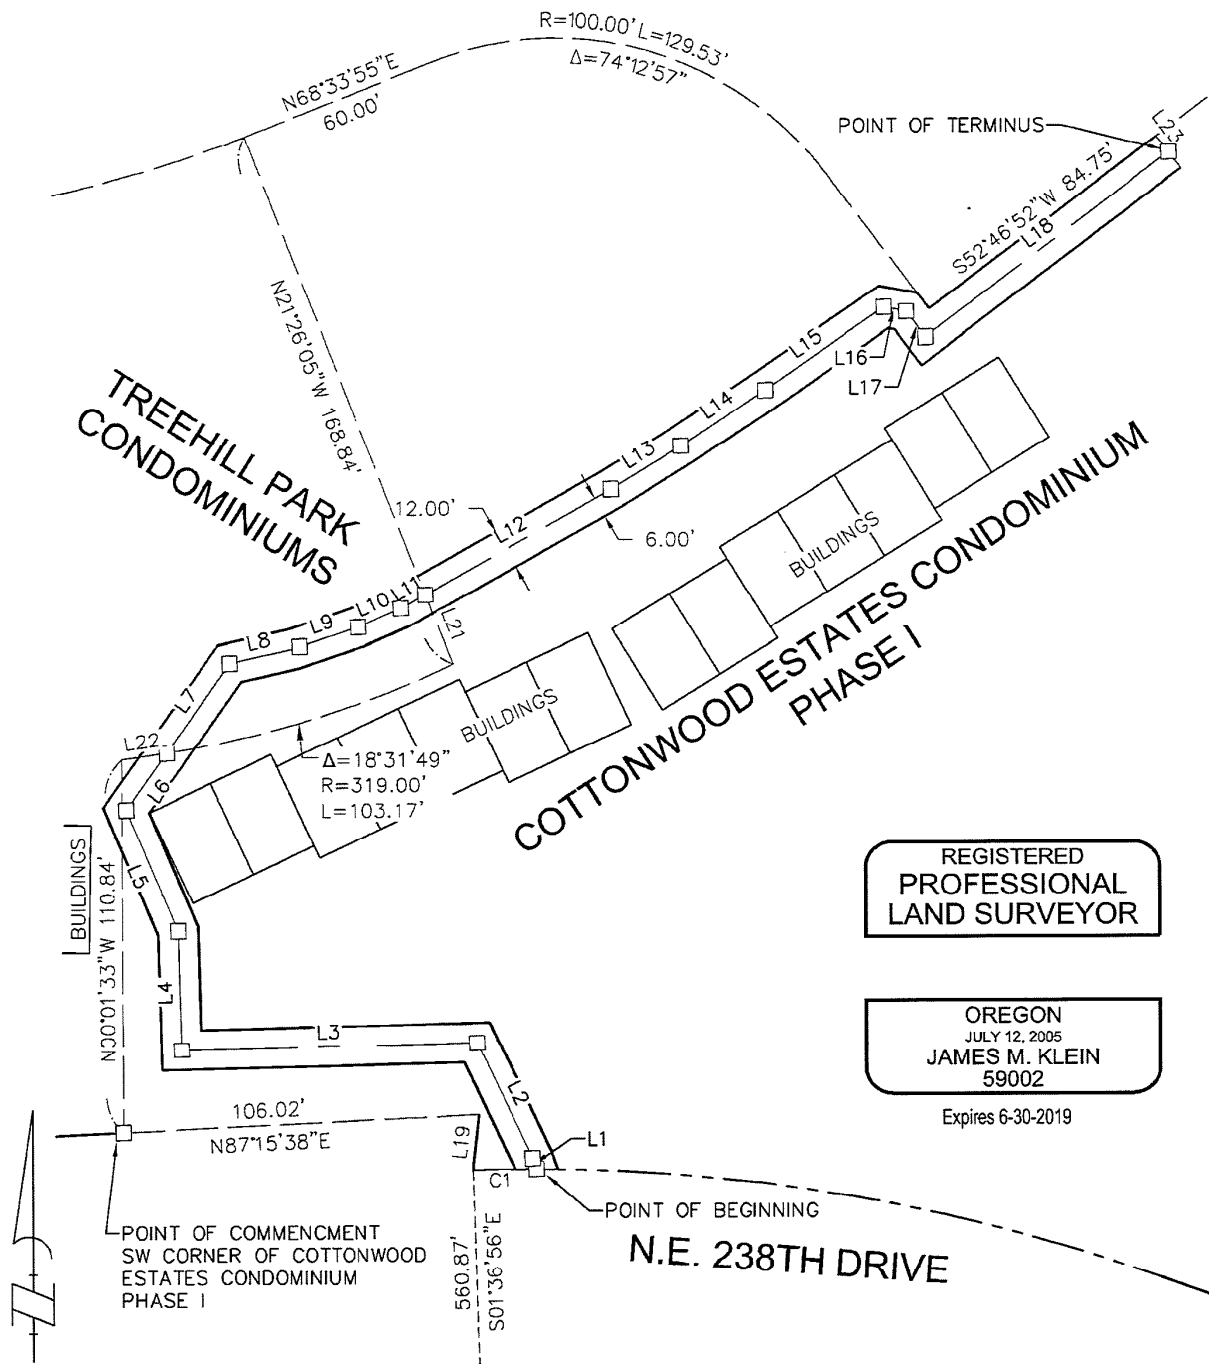 R=100.00' L=129.53'
Δ=74°12'57"
N68°33'55"E
60.00'
POINT OF TERMINUS
L23
S52°46'52"W 84.75'
L18
N21°26'05"W 168.84'
L15
L16
L17
L14
L13
TREEHILL PARK
CONDOMINIUMS
12.00'
L12
6.00'
BUILDINGS
COTTONWOOD ESTATES CONDOMINIUM
PHASE I
L11
L10
L9
L8
L21
L7
BUILDINGS
L22
Δ=18°31'49"
R=319.00'
L=103.17'
L6
BUILDINGS
L5
N00°01'33"W 110.84'
REGISTERED
PROFESSIONAL
LAND SURVEYOR
L4
L3
OREGON
JULY 12, 2005
JAMES M. KLEIN
59002
L2
Expires 6-30-2019
106.02'
N87°15'38"E
L19
L1
C1
POINT OF BEGINNING
POINT OF COMMENCMENT
SW CORNER OF COTTONWOOD
ESTATES CONDOMINIUM
PHASE I
N.E. 238TH DRIVE
560.87'
S01°36'56"E
N